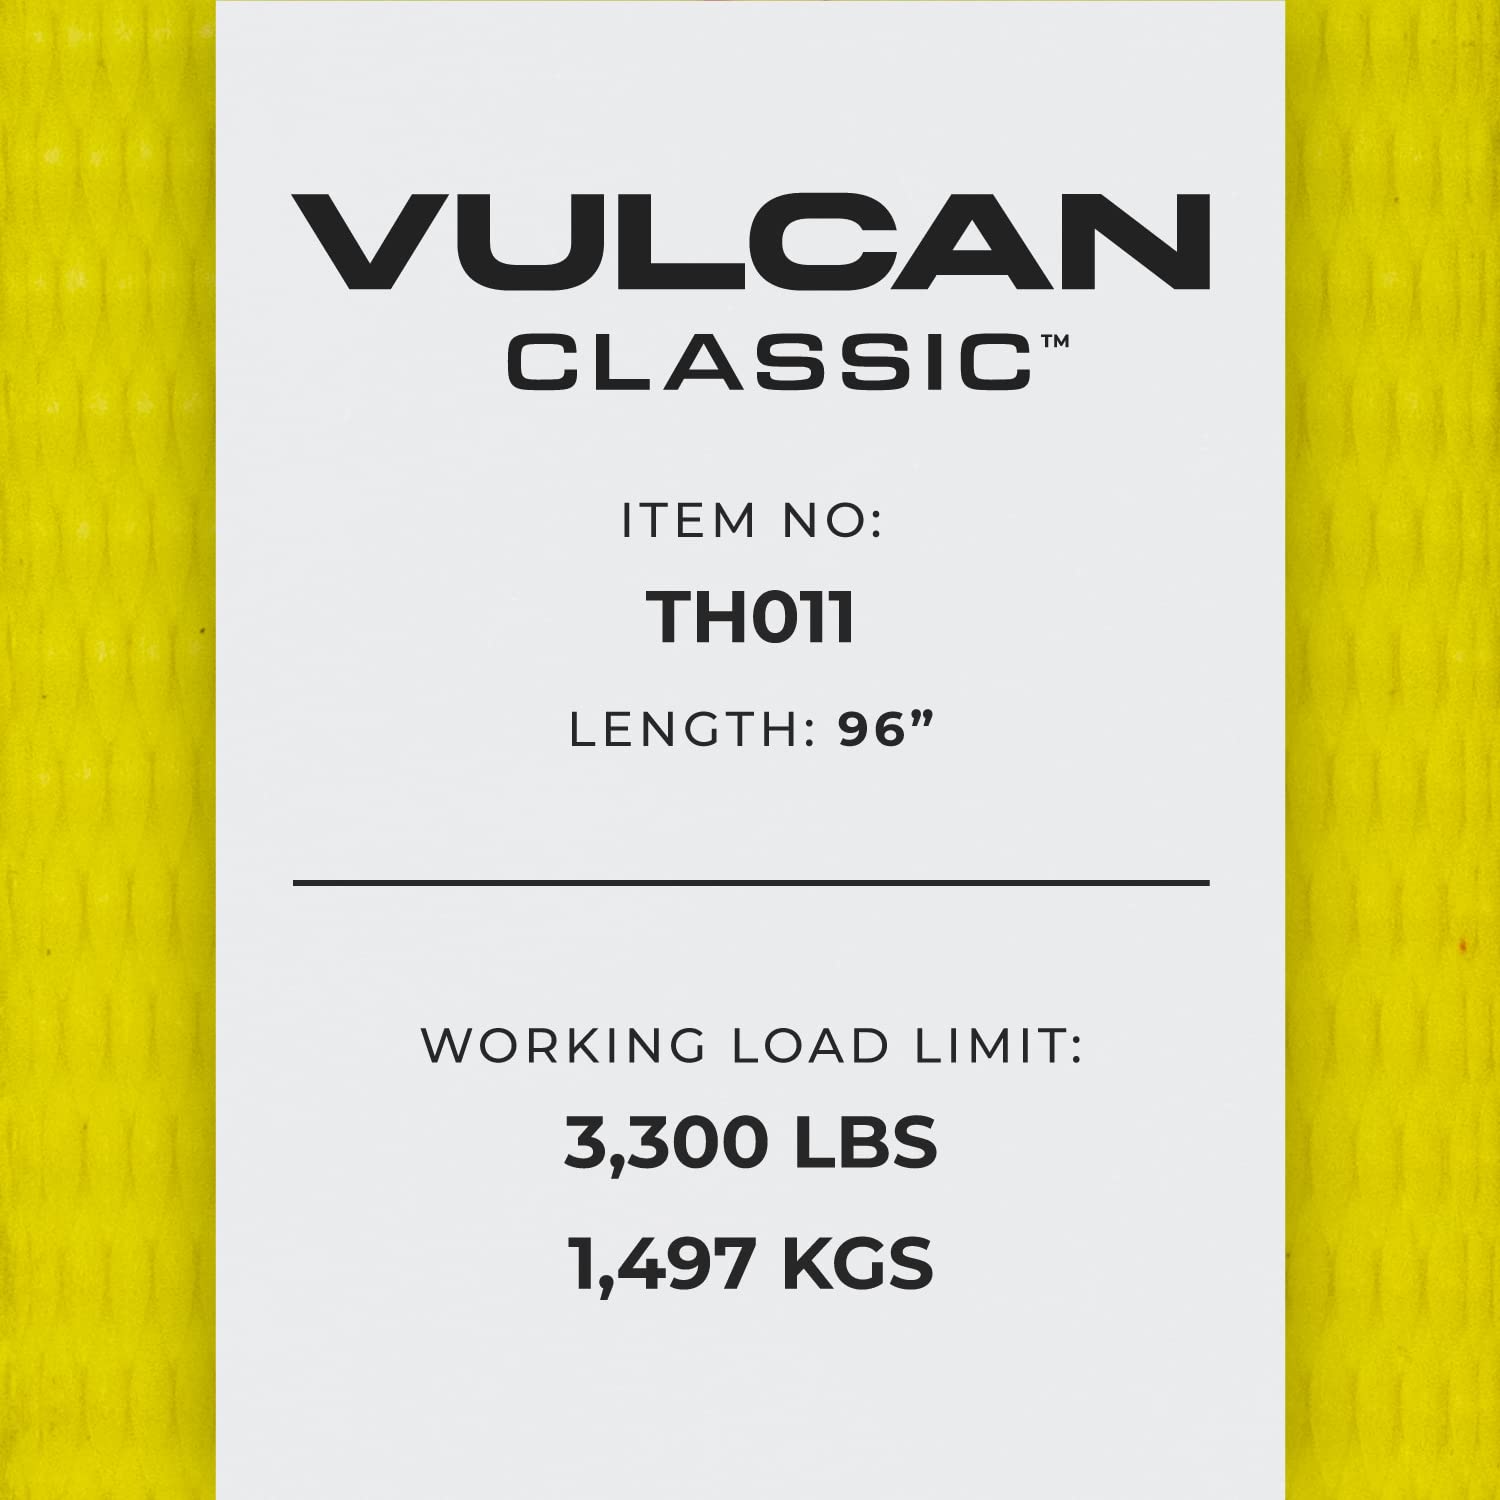 VULCAN
CLASSIC™
ITEM NO:
TH011
LENGTH: 96”
WORKING LOAD LIMIT:
3,300 LBS
1,497 KGS